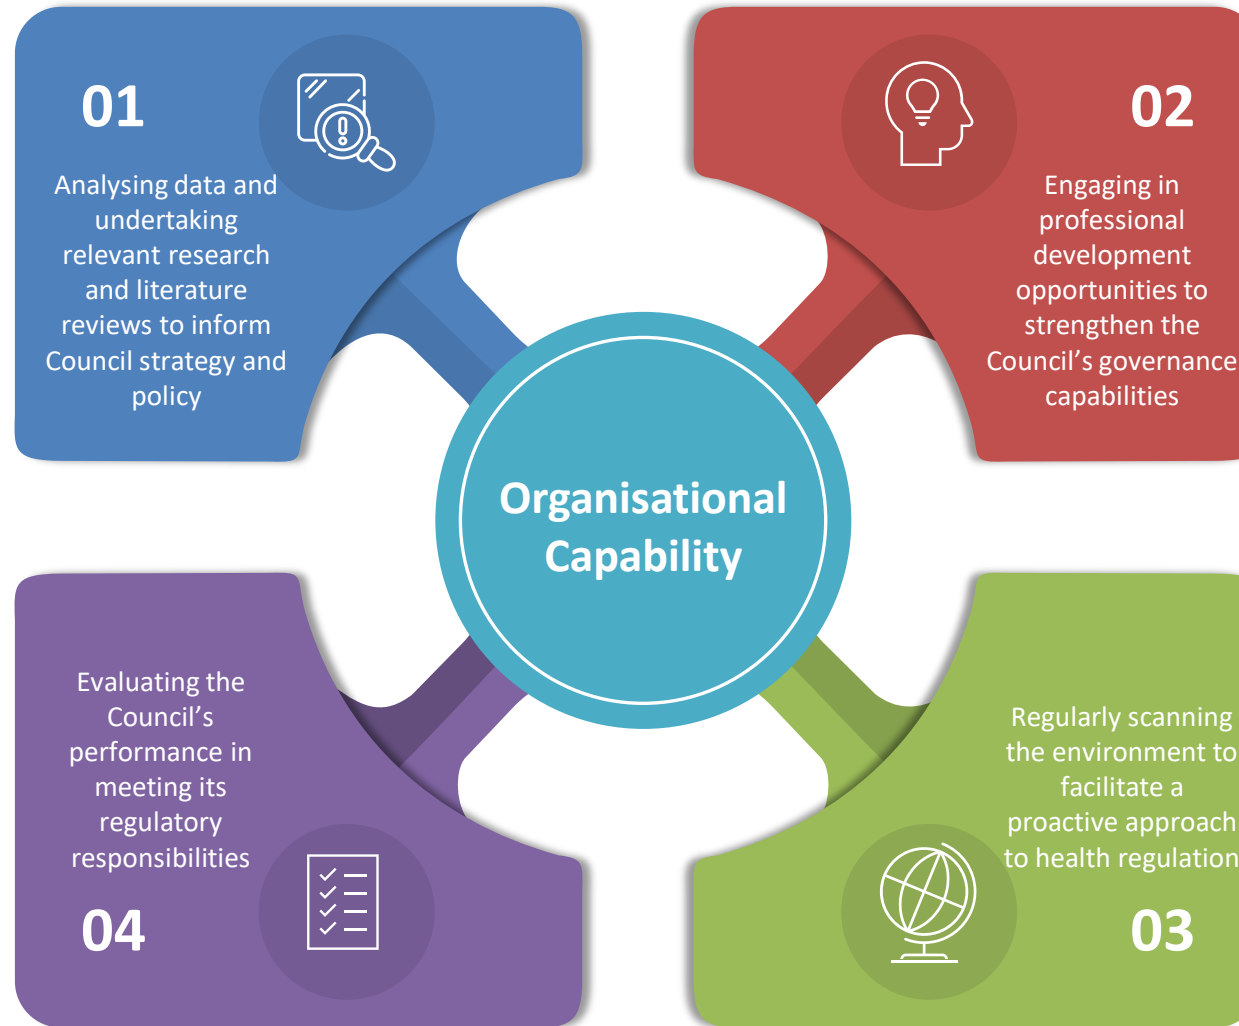 01
Analysing data and
undertaking
relevant research
and literature
reviews to inform
Council strategy and
policy
02
Engaging in
professional
development
opportunities to
strengthen the
Council’s governance
capabilities
Organisational
Capability
Evaluating the
Council’s
performance in
meeting its
regulatory
responsibilities
04
Regularly scanning
the environment to
facilitate a
proactive approach
to health regulation
03